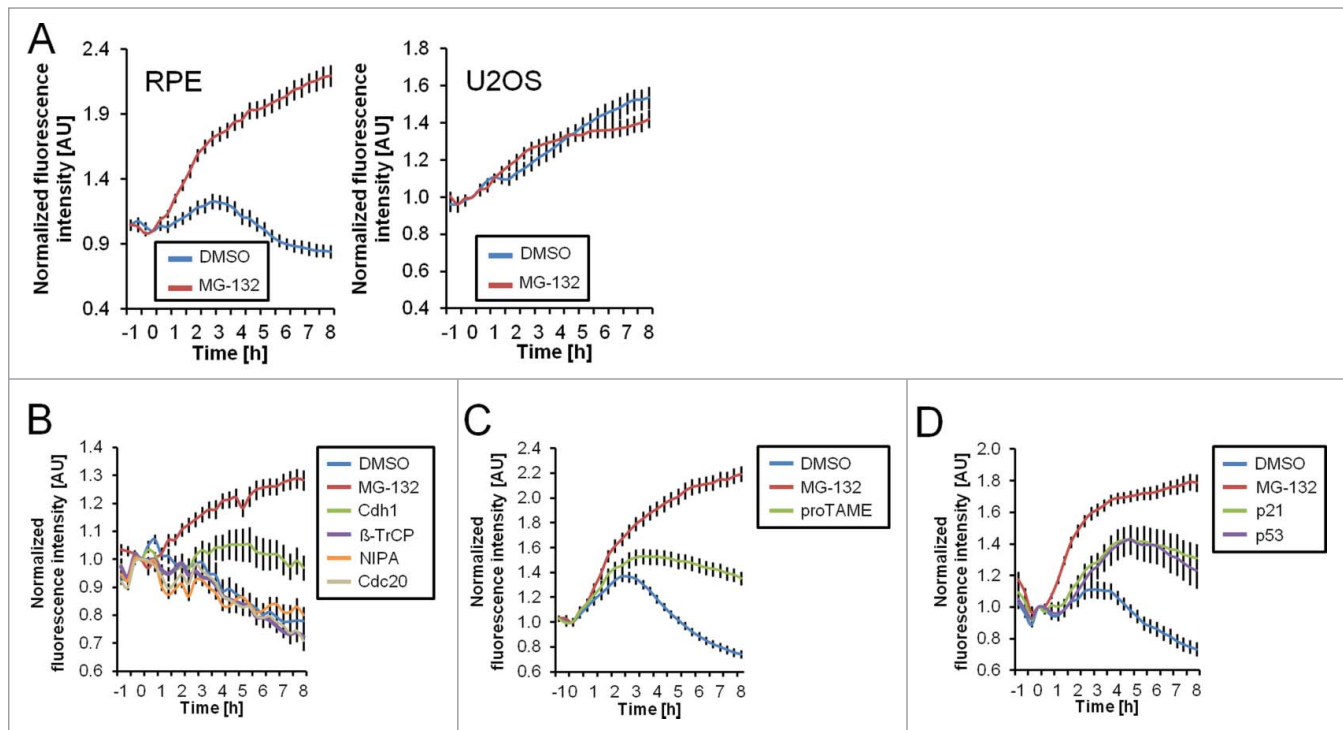 A
RPE
Normalized fluorescence
intensity [AU]
2.4
1.9
1.4
0.9
0.4
DMSO
MG-132
-1 0 1 2 3 4 5 6 7 8
Time [h]
U2OS
Normalized fluorescence
intensity [AU]
1.8
1.6
1.4
1.2
1.0
0.8
0.6
0.4
DMSO
MG-132
-1 0 1 2 3 4 5 6 7 8
Time [h]
B
Normalized
fluorescence intensity [AU]
1.4
1.3
1.2
1.1
1.0
0.9
0.8
0.7
0.6
-1 0 1 2 3 4 5 6 7 8
Time [h]
DMSO
MG-132
Cdh1
ß-TrCP
NIPA
Cdc20
C
Normalized
fluorescence intensity [AU]
2.4
2.2
2.0
1.8
1.6
1.4
1.2
1.0
0.8
0.6
-1 0 1 2 3 4 5 6 7 8
Time [h]
DMSO
MG-132
proTAME
D
Normalized
fluorescence intensity [AU]
2.0
1.8
1.6
1.4
1.2
1.0
0.8
0.6
-1 0 1 2 3 4 5 6 7 8
Time [h]
DMSO
MG-132
p21
p53